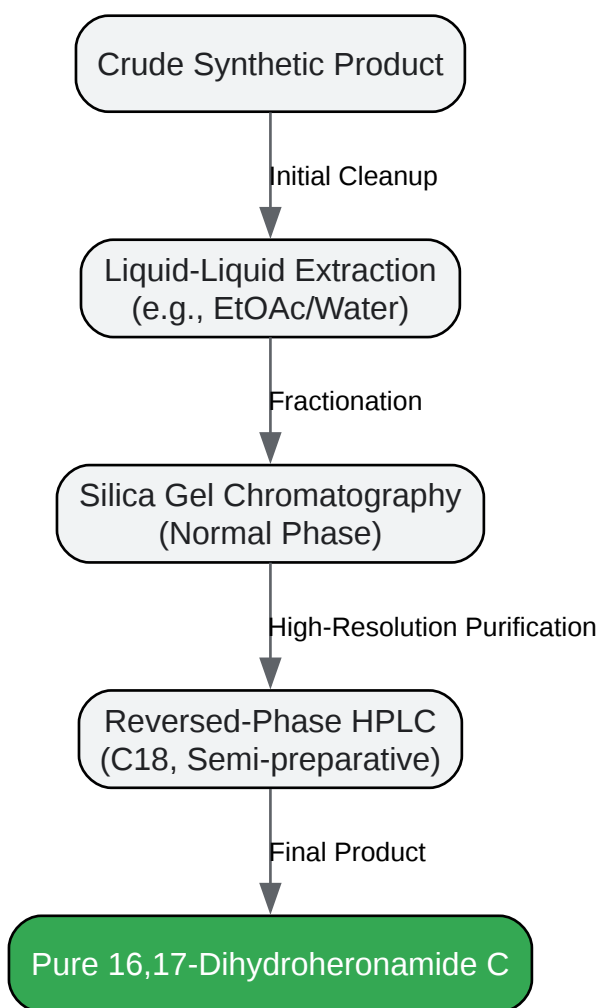 Crude Synthetic Product
Initial Cleanup
Liquid-Liquid Extraction
(e.g., EtOAc/Water)
Fractionation
Silica Gel Chromatography
(Normal Phase)
High-Resolution Purification
Reversed-Phase HPLC
(C18, Semi-preparative)
Final Product
Pure 16,17-Dihydroheronamide C